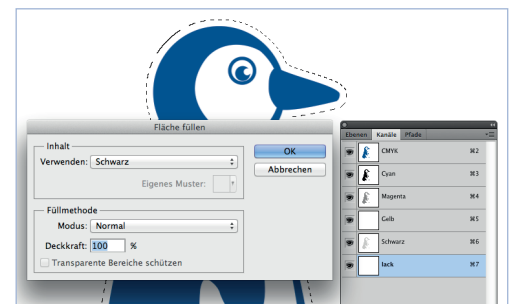 Fläche füllen
Inhalt
Verwenden: Schwarz
Eigenes Muster:
OK
Abbrechen
Füllmethode
Modus: Normal
Deckkraft: 100 %
Transparente Bereiche schützen
Ebenen Kanäle Pfade
CMYK ⌘2
Cyan ⌘3
Magenta ⌘4
Gelb ⌘5
Schwarz ⌘6
lack ⌘7